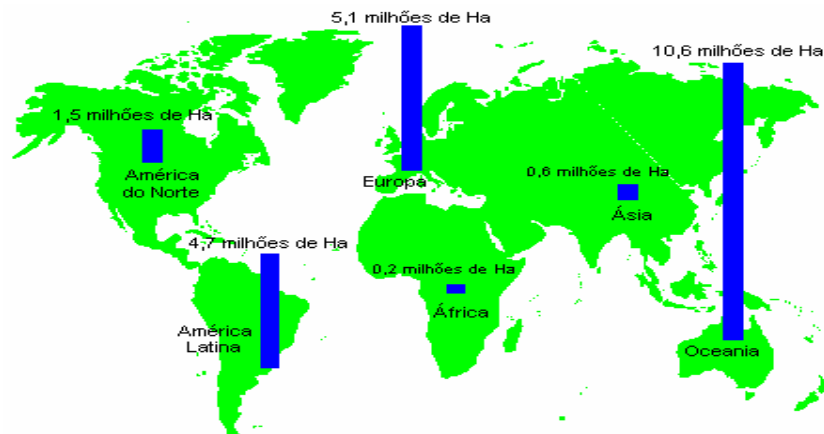 5,1 milhões de Ha
10,6 milhões de Ha
1,5 milhões de Ha
América
do Norte
Europa
0,6 milhões de Ha
Ásia
4,7 milhões de Ha
0,2 milhões de Ha
África
América
Latina
Oceania